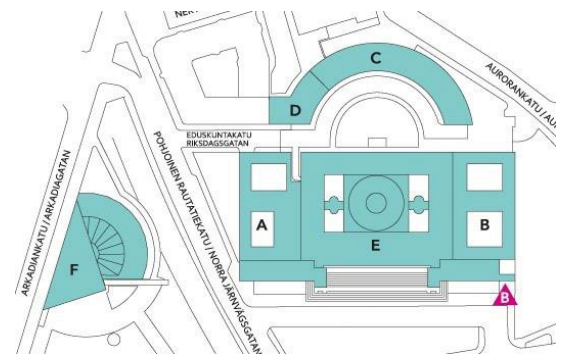 C
D
AURORANKATU / AU
EDUSKUNTAKATU
RIKSDAGSGATAN
POHJOINEN RAUTATIEKATU / NORRA JÄRNVÄGSGATAN
ARKADIANKATU / ARKADIAGATAN
A
B
E
F
B